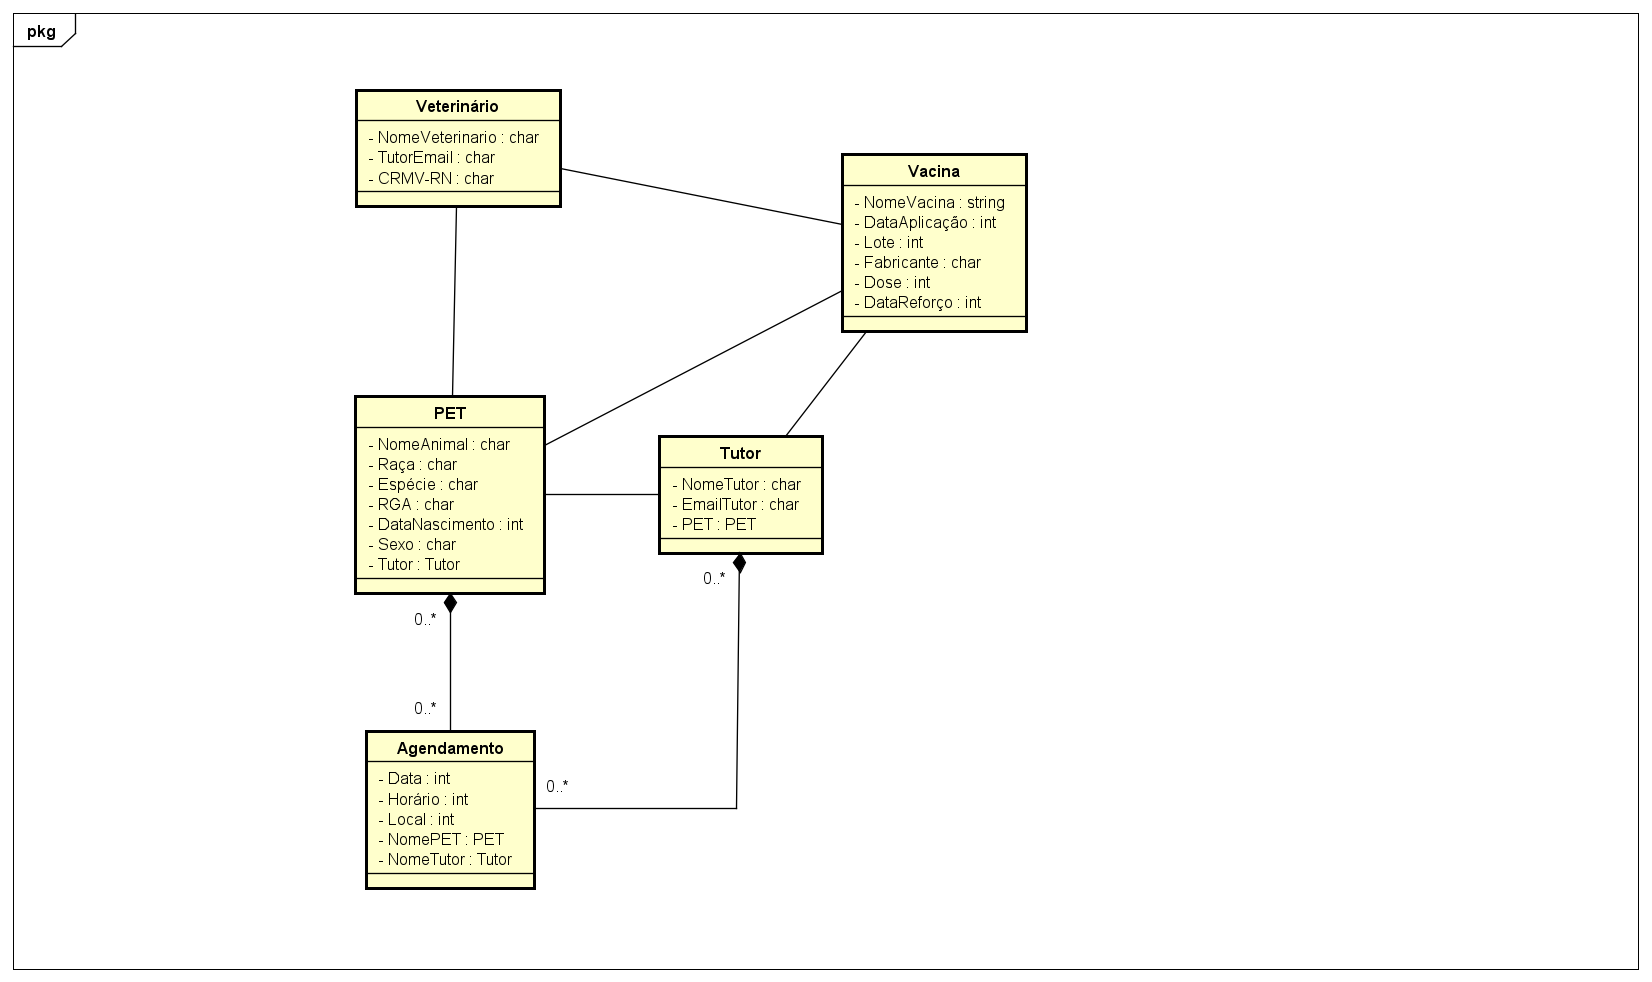 pkg
Veterinário
- NomeVeterinario : char
- TutorEmail : char
- CRMV-RN : char
Vacina
- NomeVacina : string
- DataAplicação : int
- Lote : int
- Fabricante : char
- Dose : int
- DataReforço : int
PET
- NomeAnimal : char
- Raça : char
- Espécie : char
- RGA : char
- DataNascimento : int
- Sexo : char
- Tutor : Tutor
Tutor
- NomeTutor : char
- EmailTutor : char
- PET : PET
0..*
0..*
0..*
0..*
Agendamento
- Data : int
- Horário : int
- Local : int
- NomePET : PET
- NomeTutor : Tutor